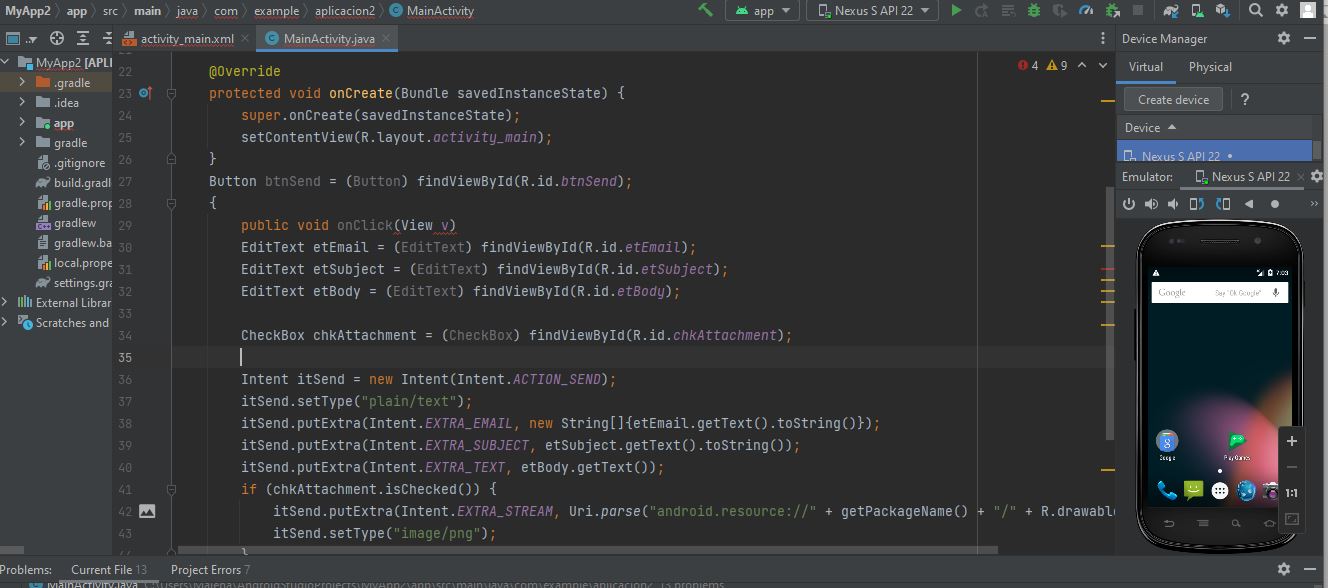 MyApp2 app src main java com example aplicacion2 MainActivity app Nexus S API 22
activity_main.xml MainActivity.java
MyApp2 [APLI
.gradle
.idea
app
gradle
.gitignore
build.gradl
gradle.prop
gradlew
gradlew.ba
local.prope
settings.gra
External Librar
Scratches and
4 9
22 @Override
23 protected void onCreate(Bundle savedInstanceState) {
24 super.onCreate(savedInstanceState);
25 setContentView(R.layout.activity_main);
26 }
27 Button btnSend = (Button) findViewById(R.id.btnSend);
28 {
29 public void onClick(View v)
30 EditText etEmail = (EditText) findViewById(R.id.etEmail);
31 EditText etSubject = (EditText) findViewById(R.id.etSubject);
32 EditText etBody = (EditText) findViewById(R.id.etBody);
33
34 CheckBox chkAttachment = (CheckBox) findViewById(R.id.chkAttachment);
35
36 Intent itSend = new Intent(Intent.ACTION_SEND);
37 itSend.setType("plain/text");
38 itSend.putExtra(Intent.EXTRA_EMAIL, new String[]{etEmail.getText().toString()});
39 itSend.putExtra(Intent.EXTRA_SUBJECT, etSubject.getText().toString());
40 itSend.putExtra(Intent.EXTRA_TEXT, etBody.getText());
41 if (chkAttachment.isChecked()) {
42 itSend.putExtra(Intent.EXTRA_STREAM, Uri.parse("android.resource://" + getPackageName() + "/" + R.drawabl
43 itSend.setType("image/png");
}
Device Manager
Virtual Physical
Create device ?
Device
Nexus S API 22
Emulator: Nexus S API 22
7:03
Google Say "Ok Google"
Google Play Games
1:1
Problems: Current File 13 Project Errors 7
MainActivity.java C:\Users\Malena\AndroidStudioProjects\MyApp2\app\src\main\java\com\example\aplicacion2 13 problems